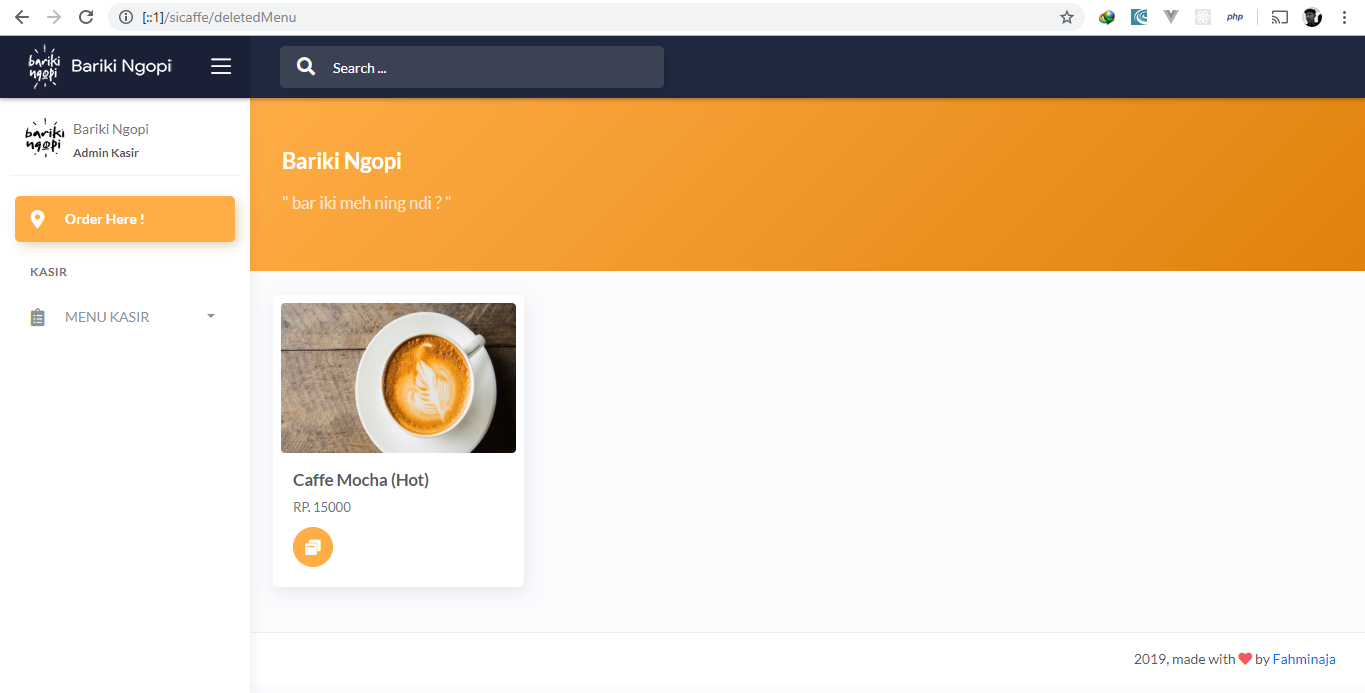 [::1]/sicaffe/deletedMenu
php
bariki
ngopi
Bariki Ngopi
Search ...
bariki
ngopi
Bariki Ngopi
Admin Kasir
Order Here !
KASIR
MENU KASIR
Bariki Ngopi
" bar iki meh ning ndi ? "
Caffe Mocha (Hot)
RP. 15000
2019, made with ❤ by Fahminaja